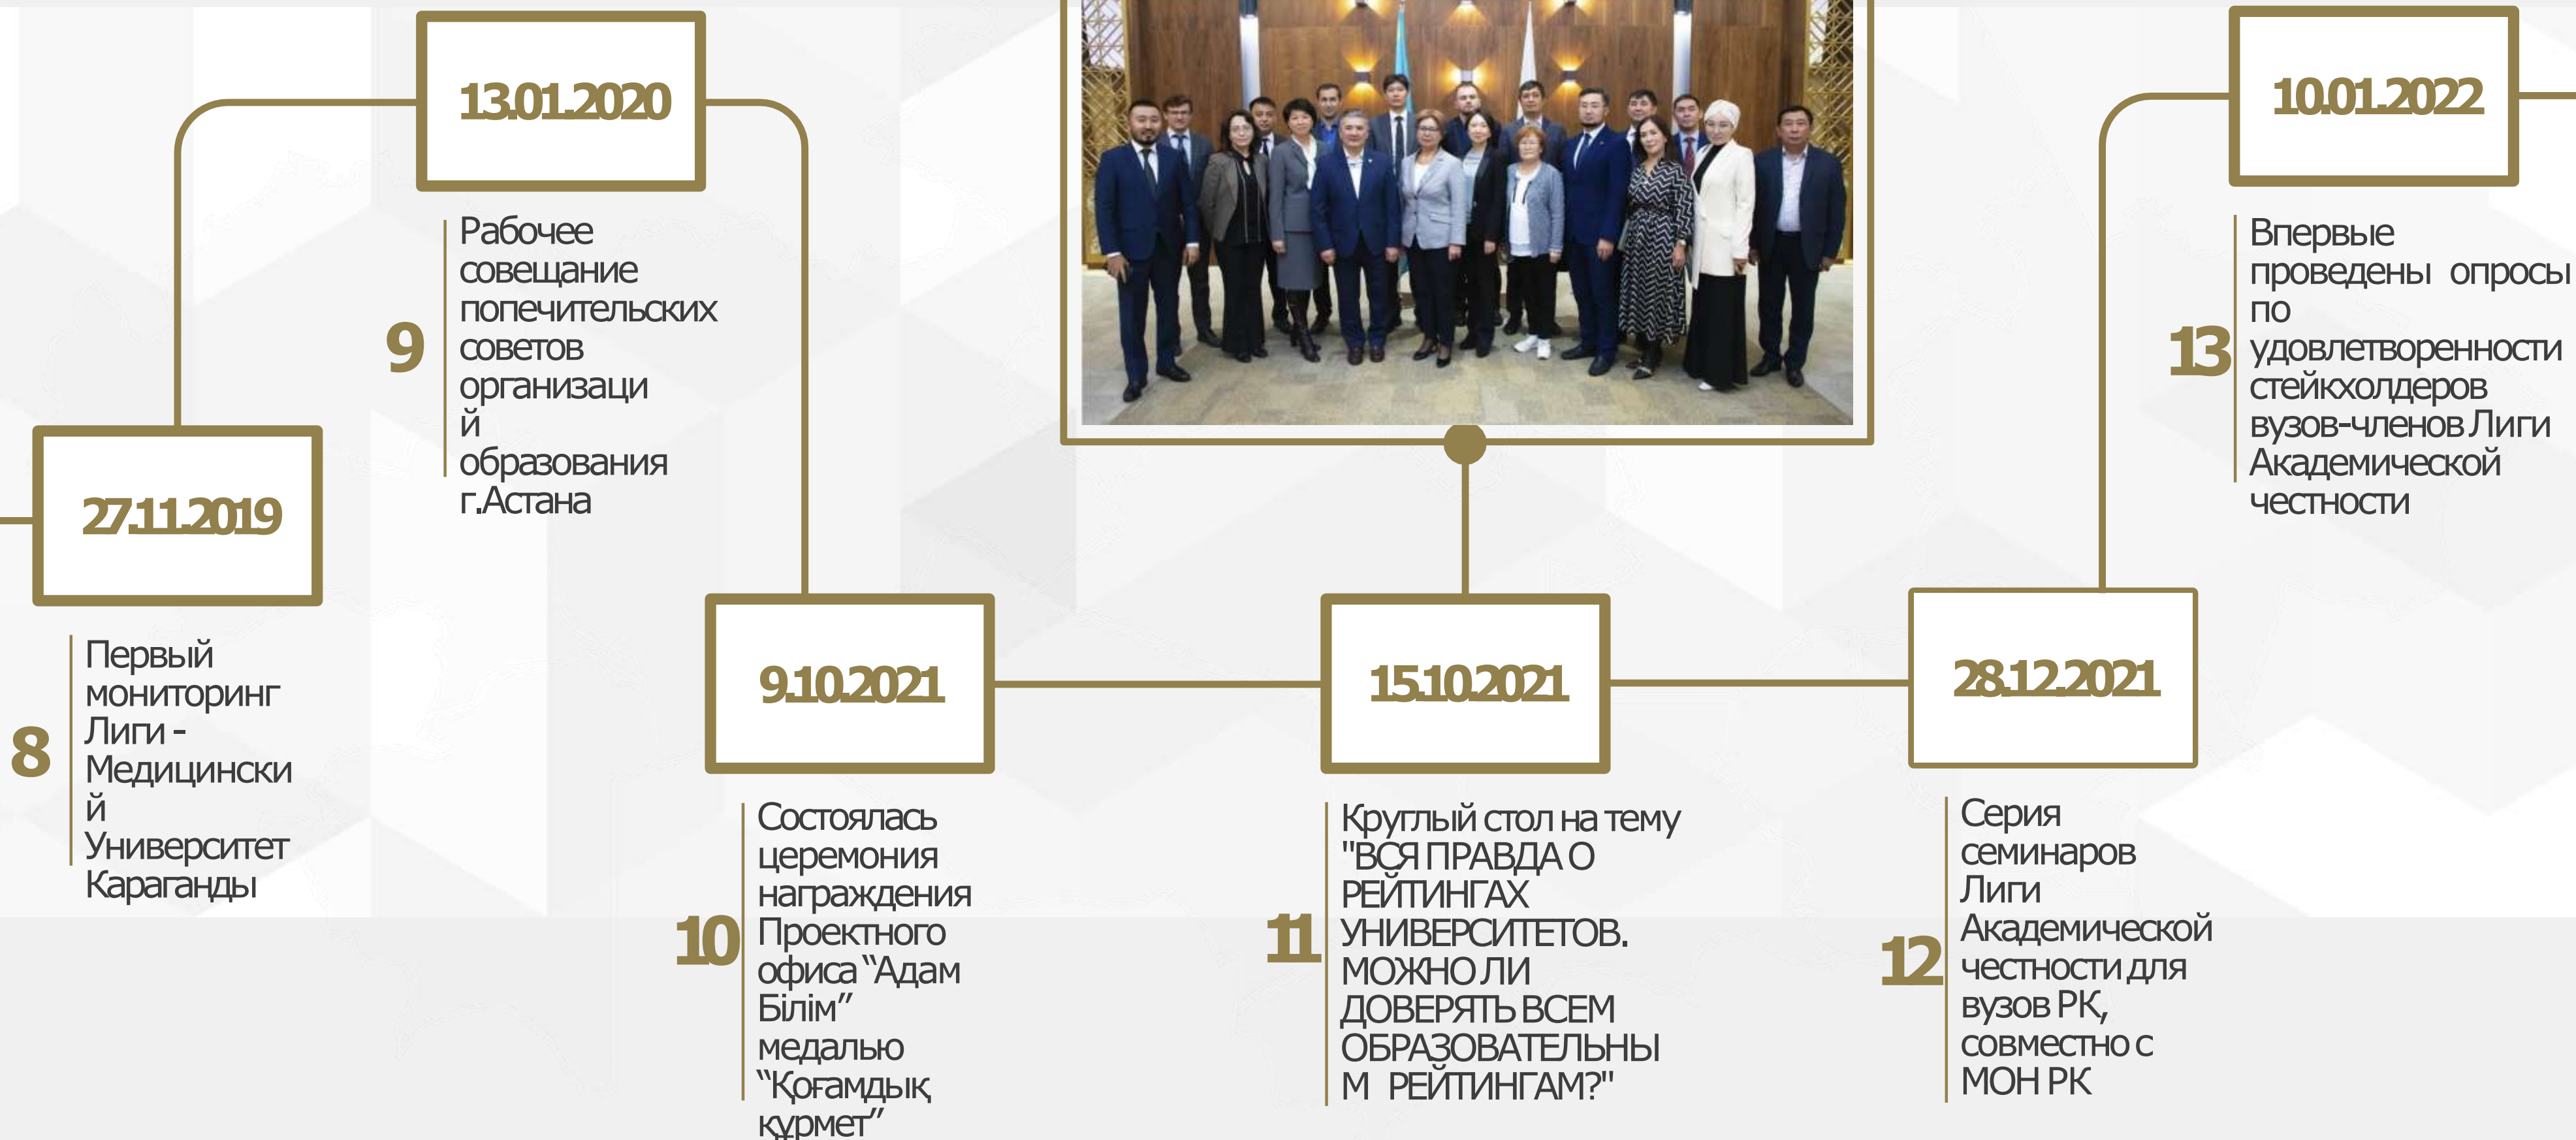 27.11.2019
8
Первый
мониторинг
Лиги -
Медицински
й
Университет
Караганды
13.01.2020
9
Рабочее
совещание
попечительских
советов
организаци
й
образования
г.Астана
9.10.2021
10
Состоялась
церемония
награждения
Проектного
офиса “Адам
Білім”
медалью
“Қоғамдық
құрмет”
15.10.2021
11
Круглый стол на тему
"ВСЯ ПРАВДА О
РЕЙТИНГАХ
УНИВЕРСИТЕТОВ.
МОЖНО ЛИ
ДОВЕРЯТЬ ВСЕМ
ОБРАЗОВАТЕЛЬНЫ
М РЕЙТИНГАМ?"
28.12.2021
12
Серия
семинаров
Лиги
Академической
честности для
вузов РК,
совместно с
МОН РК
10.01.2022
13
Впервые
проведены опросы
по
удовлетворенности
стейкхолдеров
вузов-членов Лиги
Академической
честности